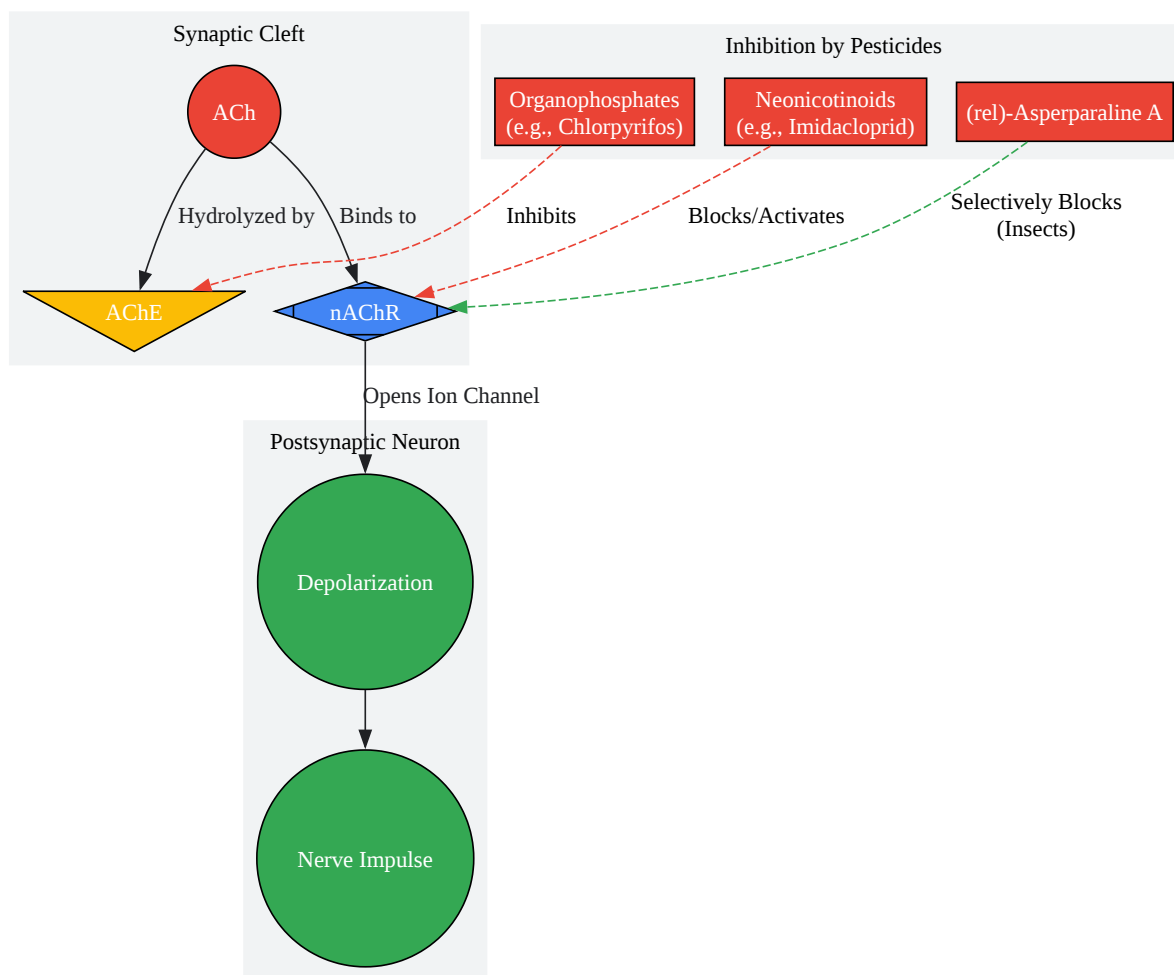 Synaptic Cleft
Inhibition by Pesticides
ACh
Organophosphates
(e.g., Chlorpyrifos)
Neonicotinoids
(e.g., Imidacloprid)
(rel)-Asperparaline A
Hydrolyzed by
Binds to
Inhibits
Blocks/Activates
Selectively Blocks
(Insects)
AChE
nAChR
Opens Ion Channel
Postsynaptic Neuron
Depolarization
Nerve Impulse